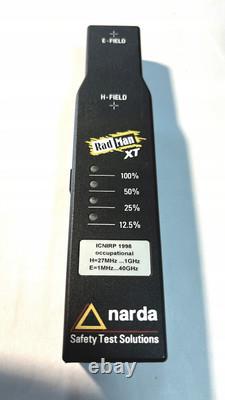 E-FIELD
H-FIELD
RadMan
XT
100%
50%
25%
12.5%
ICNIRP 1998
occupational
H=27MHz ...1GHz
E=1MHz...40GHz
narda
Safety Test Solutions
ebay